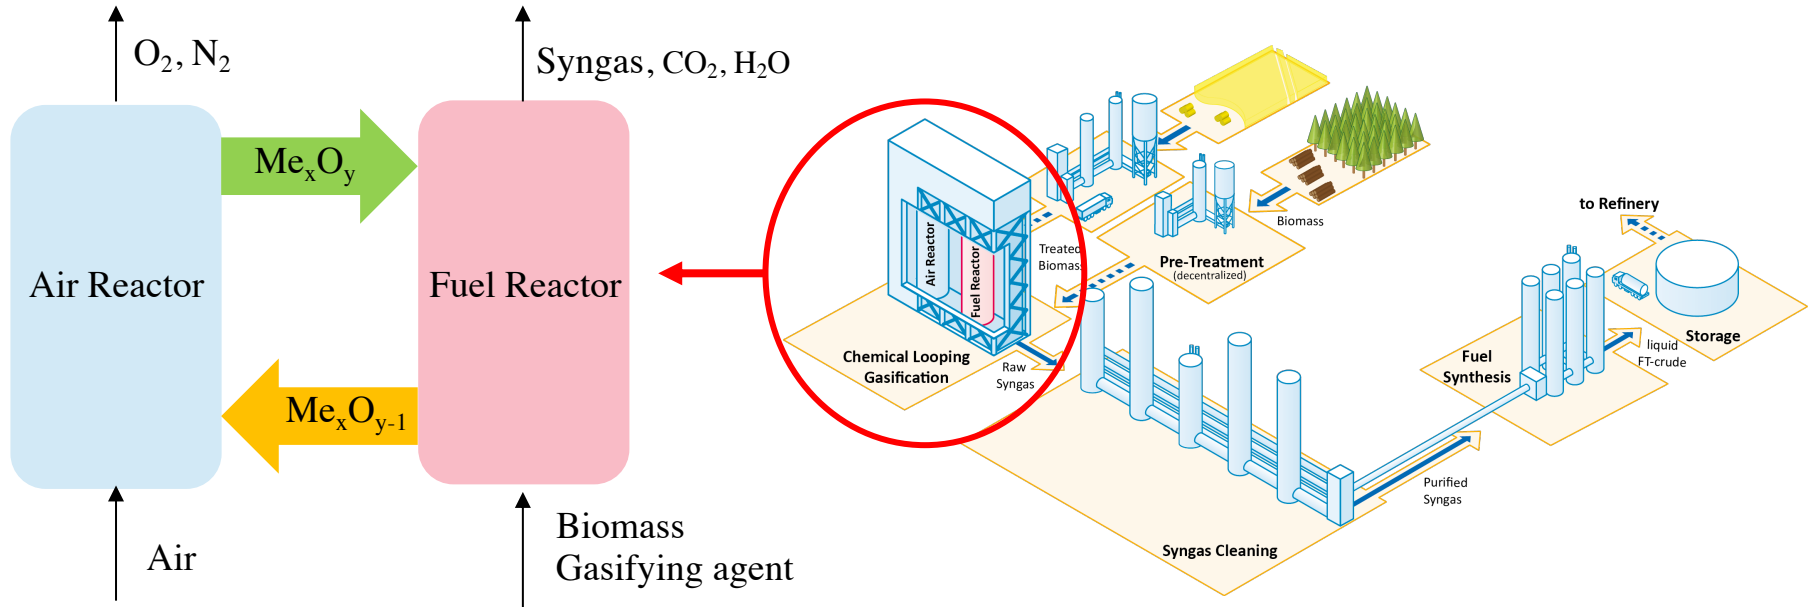 O₂, N₂
Syngas, CO₂, H₂O
MeₓOᵧ
Air Reactor
Fuel Reactor
MeₓOᵧ₋₁
Air
Biomass
Gasifying agent
Air Reactor
Fuel Reactor
Chemical Looping
Gasification
Treated
Biomass
Raw
Syngas
Pre-Treatment
(decentralized)
Biomass
Syngas Cleaning
Purified
Syngas
Fuel
Synthesis
liquid
FT-crude
Storage
to Refinery